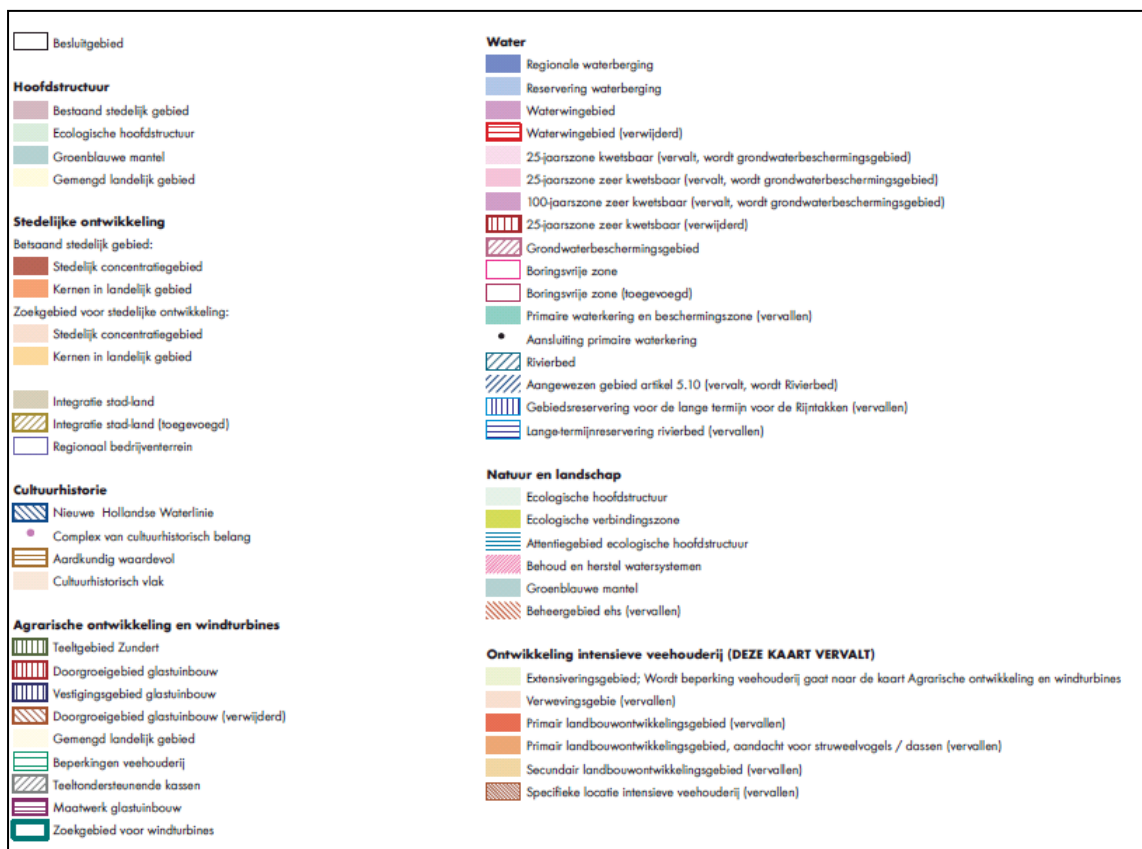 Besluitgebied
Hoofdstructuur
Bestaand stedelijk gebied
Ecologische hoofdstructuur
Groenblauwe mantel
Gemengd landelijk gebied
Stedelijke ontwikkeling
Betsaand stedelijk gebied:
Stedelijk concentratiegebied
Kernen in landelijk gebied
Zoekgebied voor stedelijke ontwikkeling:
Stedelijk concentratiegebied
Kernen in landelijk gebied
Integratie stad-land
Integratie stad-land (toegevoegd)
Regionaal bedrijventerrein
Cultuurhistorie
Nieuwe Hollandse Waterlinie
Complex van cultuurhistorisch belang
Aardkundig waardevol
Cultuurhistorisch vlak
Agrarische ontwikkeling en windturbines
Teeltgebied Zundert
Doorgroeigebied glastuinbouw
Vestigingsgebied glastuinbouw
Doorgroeigebied glastuinbouw (verwijderd)
Gemengd landelijk gebied
Beperkingen veehouderij
Teeltondersteunende kassen
Maatwerk glastuinbouw
Zoekgebied voor windturbines
Water
Regionale waterberging
Reservering waterberging
Waterwingebied
Waterwingebied (verwijderd)
25-jaarszone kwetsbaar (vervalt, wordt grondwaterbeschermingsgebied)
25-jaarszone zeer kwetsbaar (vervalt, wordt grondwaterbeschermingsgebied)
100-jaarszone zeer kwetsbaar (vervalt, wordt grondwaterbeschermingsgebied)
25-jaarszone zeer kwetsbaar (verwijderd)
Grondwaterbeschermingsgebied
Boringsvrije zone
Boringsvrije zone (toegevoegd)
Primaire waterkering en beschermingszone (vervallen)
Aansluiting primaire waterkering
Rivierbed
Aangewezen gebied artikel 5.10 (vervalt, wordt Rivierbed)
Gebiedsreservering voor de lange termijn voor de Rijntakken (vervallen)
Lange-termijnreservering rivierbed (vervallen)
Natuur en landschap
Ecologische hoofdstructuur
Ecologische verbindingszone
Attentiegebied ecologische hoofdstructuur
Behoud en herstel watersystemen
Groenblauwe mantel
Beheergebied ehs (vervallen)
Ontwikkeling intensieve veehouderij (DEZE KAART VERVALT)
Extensiveringsgebied; Wordt beperking veehouderij gaat naar de kaart Agrarische ontwikkeling en windturbines
Verwevingsgebie (vervallen)
Primair landbouwontwikkelingsgebied (vervallen)
Primair landbouwontwikkelingsgebied, aandacht voor struweelvogels / dassen (vervallen)
Secundair landbouwontwikkelingsgebied (vervallen)
Specifieke locatie intensieve veehouderij (vervallen)